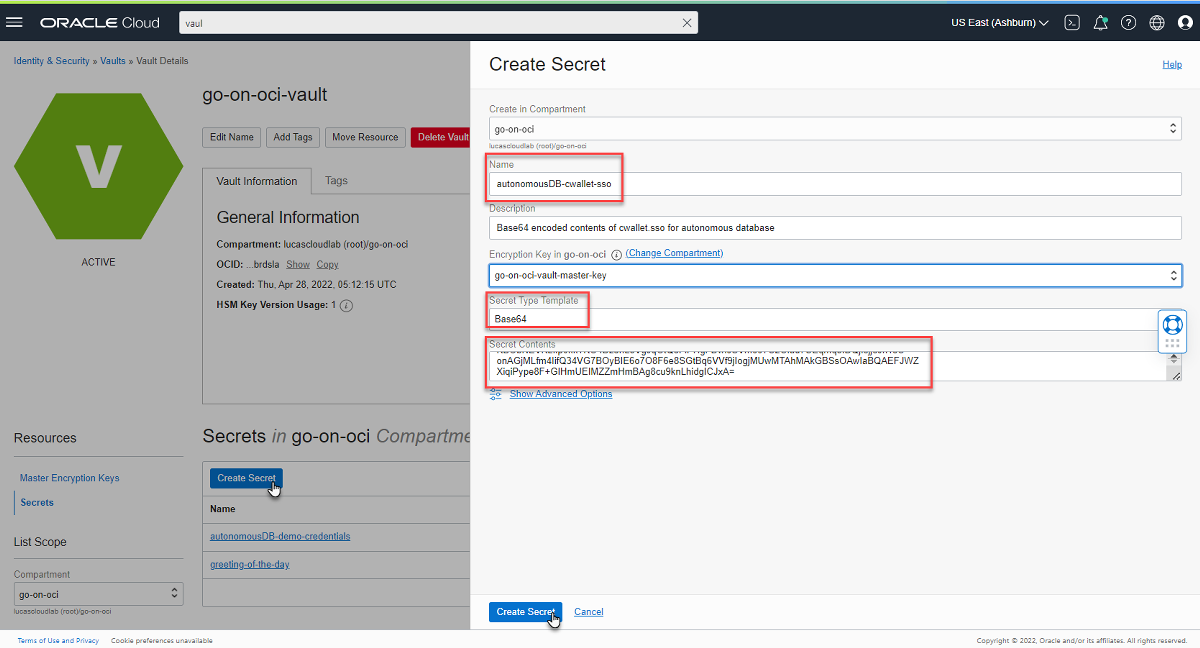 ORACLE Cloud
vaul
US East (Ashburn)
Identity & Security » Vaults » Vault Details
V
ACTIVE
go-on-oci-vault
Edit Name
Add Tags
Move Resource
Delete Vault
Vault Information
Tags
General Information
Compartment: lucascloudlab (root)/go-on-oci
OCID: ...brdsla Show Copy
Created: Thu, Apr 28, 2022, 05:12:15 UTC
HSM Key Version Usage: 1
Resources
Master Encryption Keys
Secrets
List Scope
Compartment
go-on-oci
lucascloudlab (root)/go-on-oci
Secrets in go-on-oci Compartme
Create Secret
Name
autonomousDB-demo-credentials
greeting-of-the-day
Create Secret
Help
Create in Compartment
go-on-oci
lucascloudlab (root)/go-on-oci
Name
autonomousDB-cwallet-sso
Description
Base64 encoded contents of cwallet.sso for autonomous database
Encryption Key in go-on-oci (Change Compartment)
go-on-oci-vault-master-key
Secret Type Template
Base64
Secret Contents
Show Advanced Options
Create Secret
Cancel
Terms of Use and Privacy
Cookie preferences unavailable
Copyright © 2022, Oracle and/or its affiliates. All rights reserved.